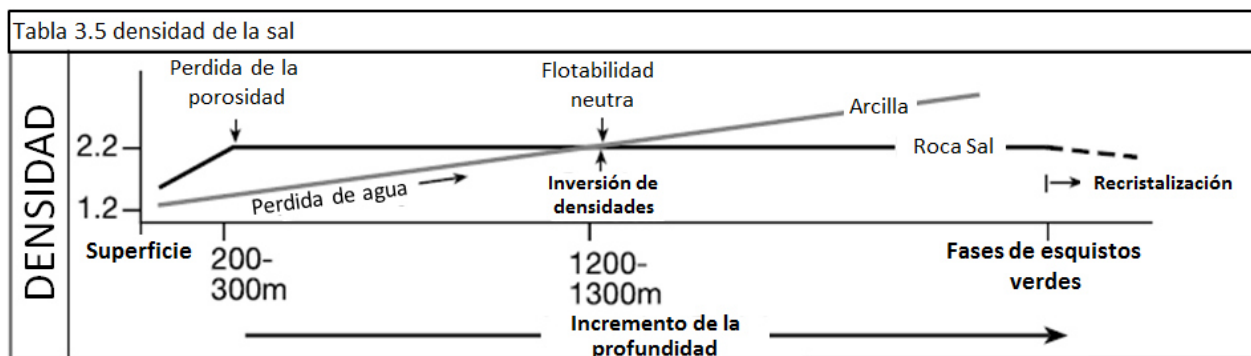 Tabla 3.5 densidad de la sal
DENSIDAD
Perdida de la
porosidad
Flotabilidad
neutra
Arcilla
2.2
Roca Sal
Perdida de agua
Inversión de
densidades
Recristalización
1.2
Superficie
200-
300m
1200-
1300m
Fases de esquistos
verdes
Incremento de la
profundidad